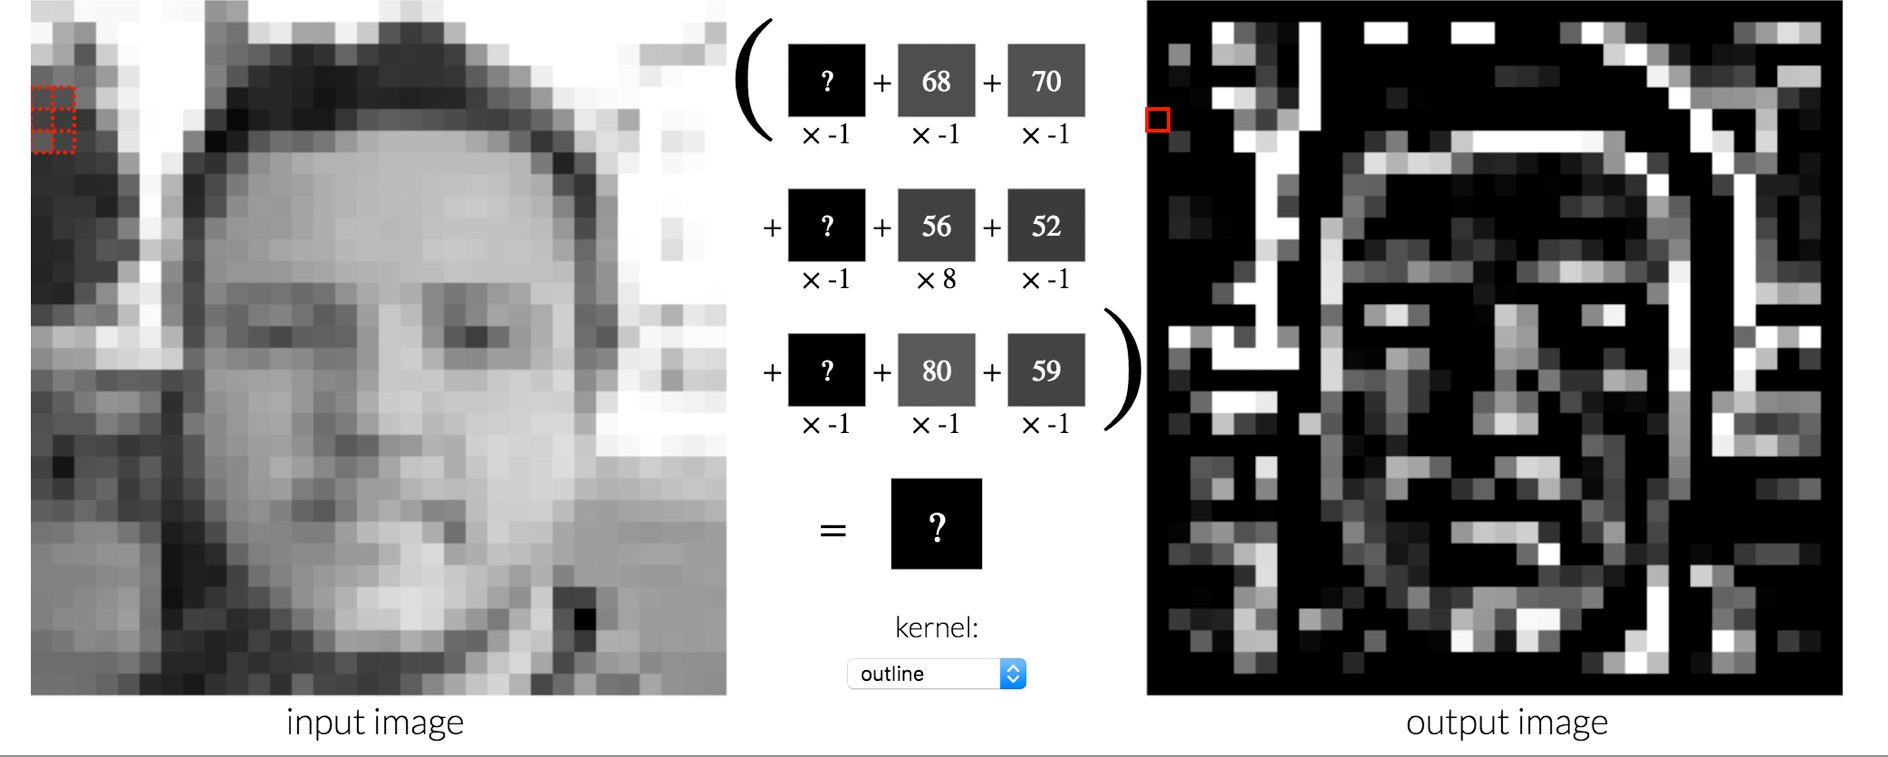 ( ? + 68 + 70
× -1 × -1 × -1
+ ? + 56 + 52
× -1 × 8 × -1
+ ? + 80 + 59 )
× -1 × -1 × -1
= ?
kernel:
outline
input image
output image